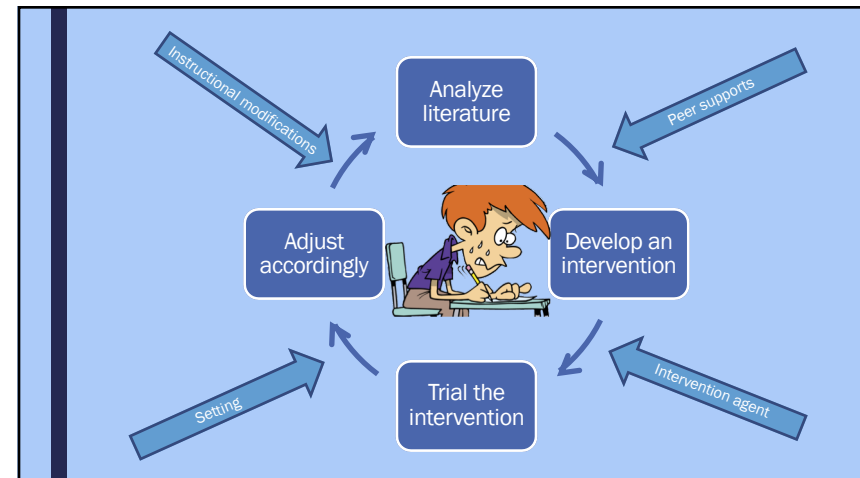 Instructional modifications
Analyze
literature
Peer supports
Adjust
accordingly
Develop an
intervention
Setting
Trial the
intervention
Intervention agent